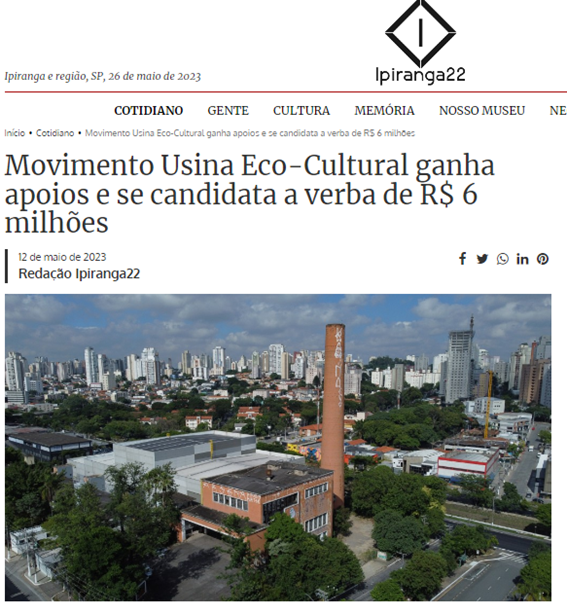 Ipiranga22
Ipiranga e região, SP, 26 de maio de 2023
COTIDIANO GENTE CULTURA MEMÓRIA NOSSO MUSEU NE
Início • Cotidiano • Movimento Usina Eco-Cultural ganha apoios e se candidata a verba de R$ 6 milhões
Movimento Usina Eco-Cultural ganha
apoios e se candidata a verba de R$ 6
milhões
12 de maio de 2023
Redação Ipiranga22